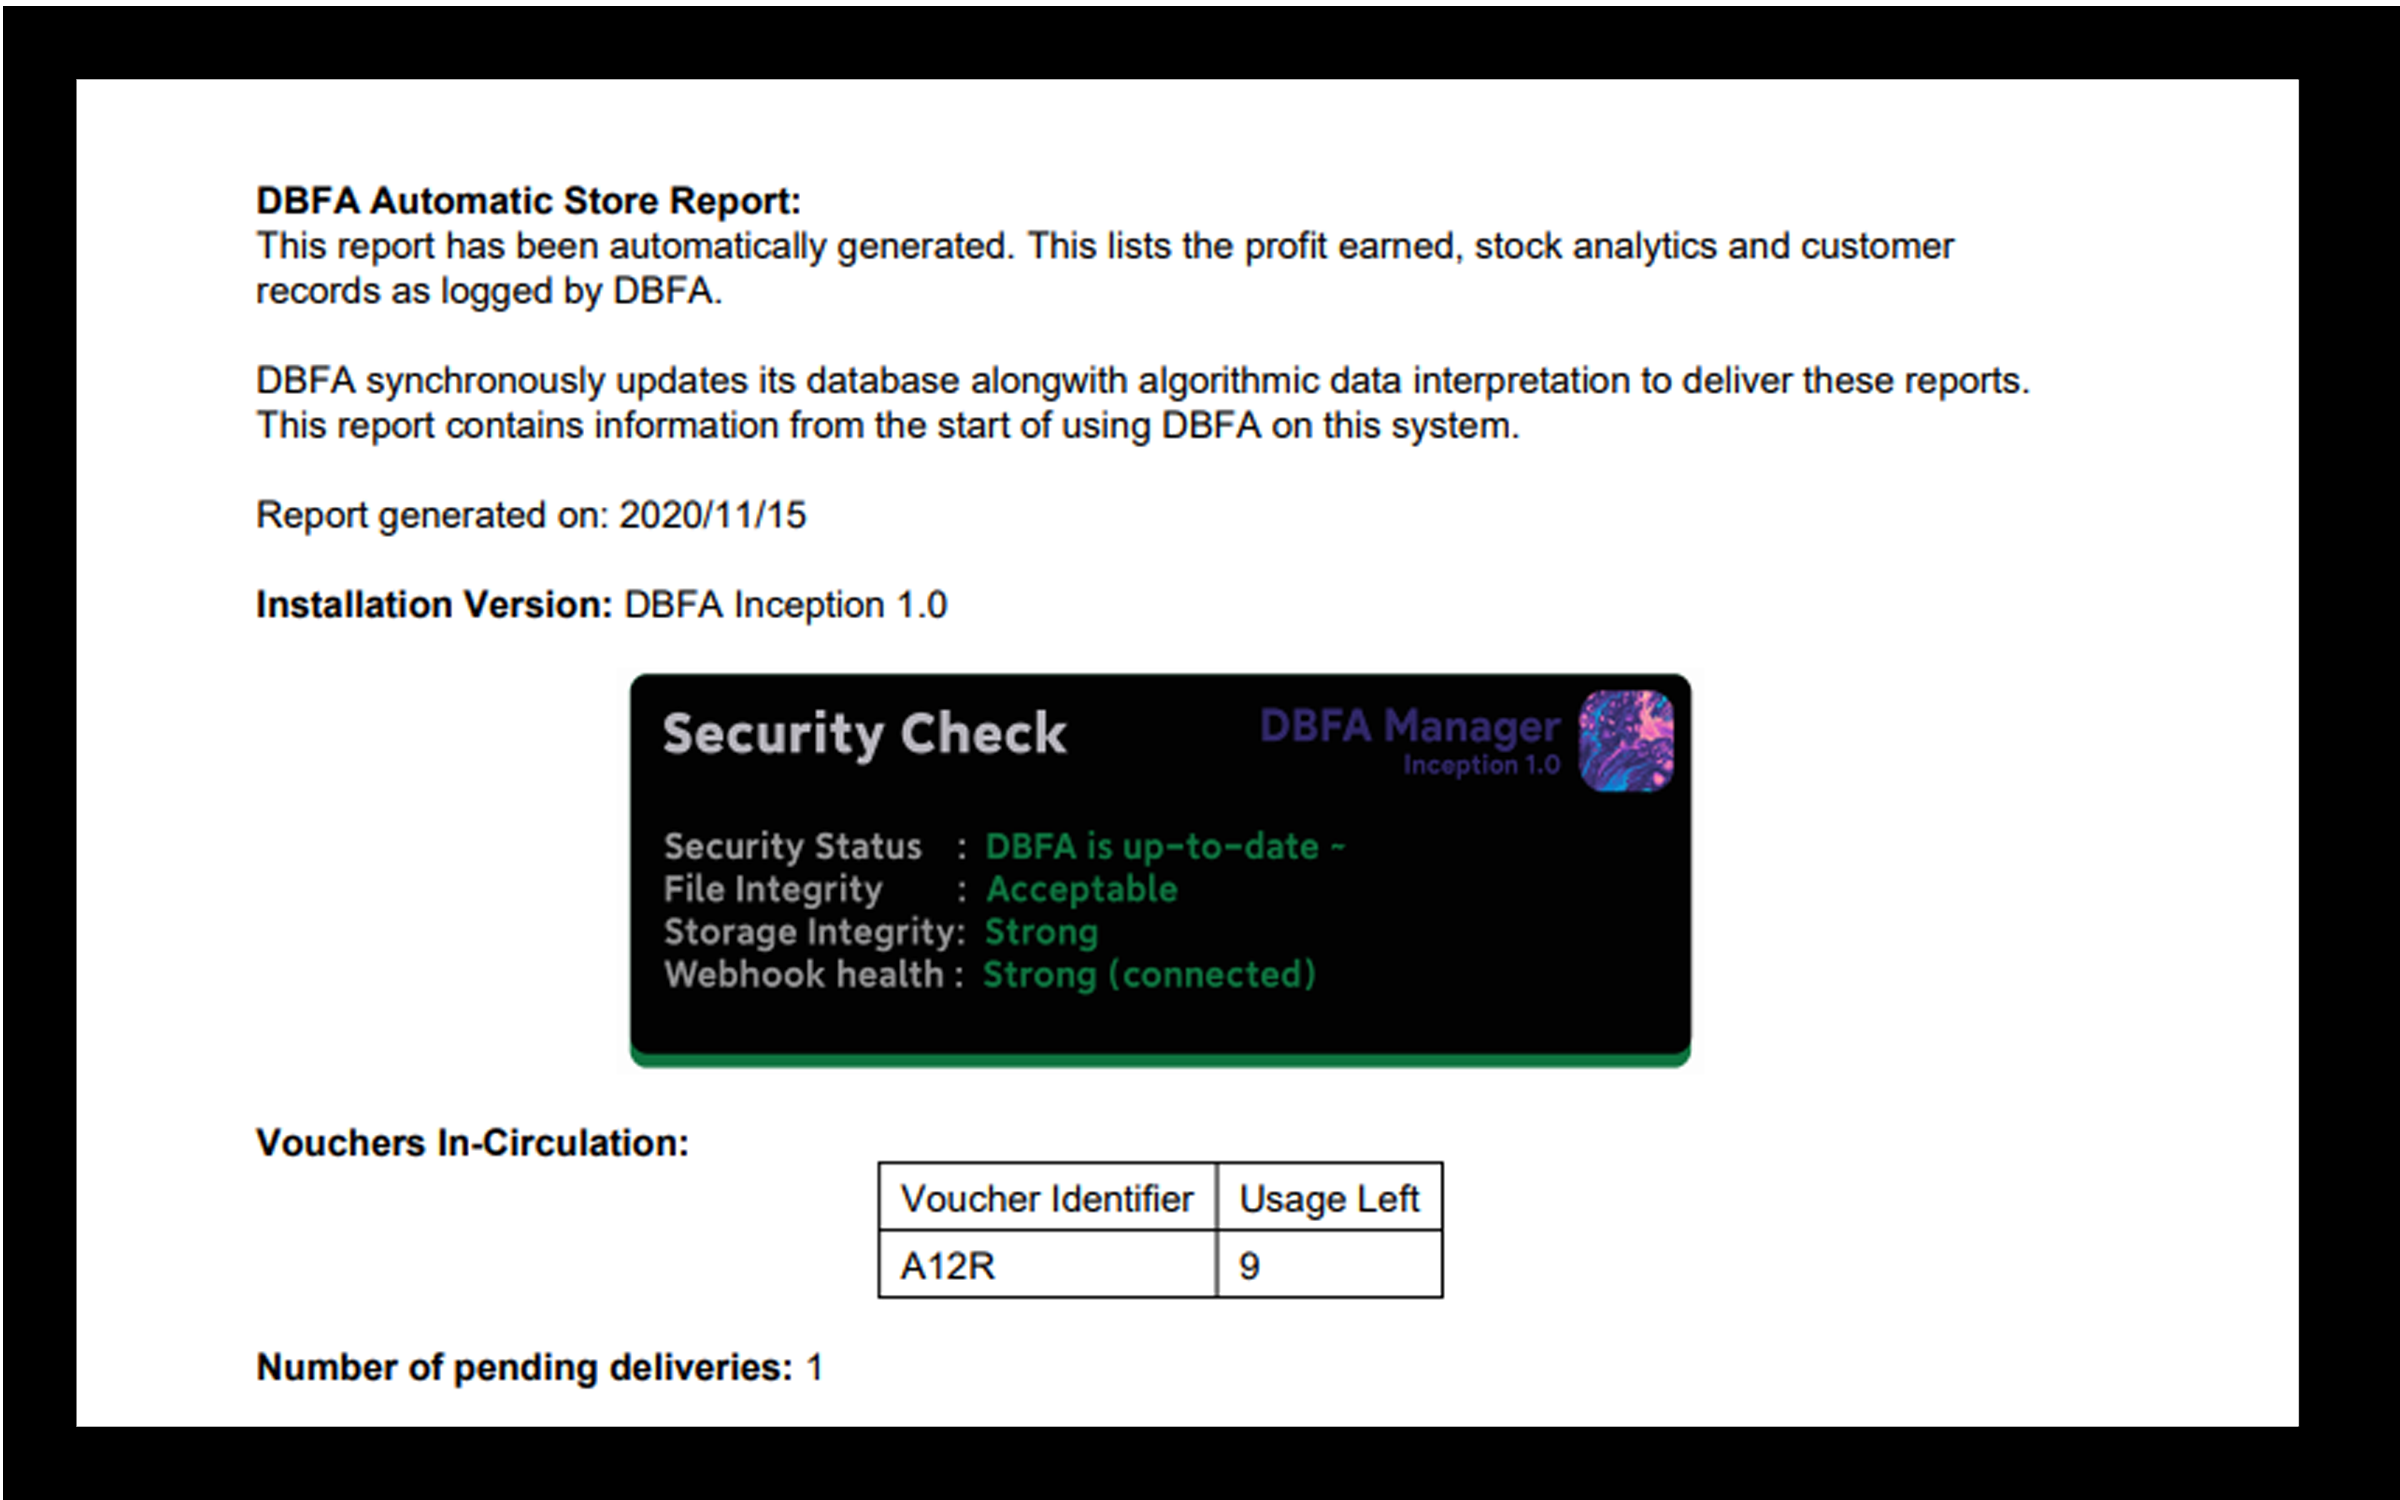 DBFA Automatic Store Report:
This report has been automatically generated. This lists the profit earned, stock analytics and customer
records as logged by DBFA.
DBFA synchronously updates its database alongwith algorithmic data interpretation to deliver these reports.
This report contains information from the start of using DBFA on this system.
Report generated on: 2020/11/15
Installation Version: DBFA Inception 1.0
Security Check
DBFA Manager
Inception 1.0
Security Status : DBFA is up-to-date ~
File Integrity : Acceptable
Storage Integrity: Strong
Webhook health : Strong (connected)
Vouchers In-Circulation:
Voucher Identifier Usage Left
A12R 9
Number of pending deliveries: 1